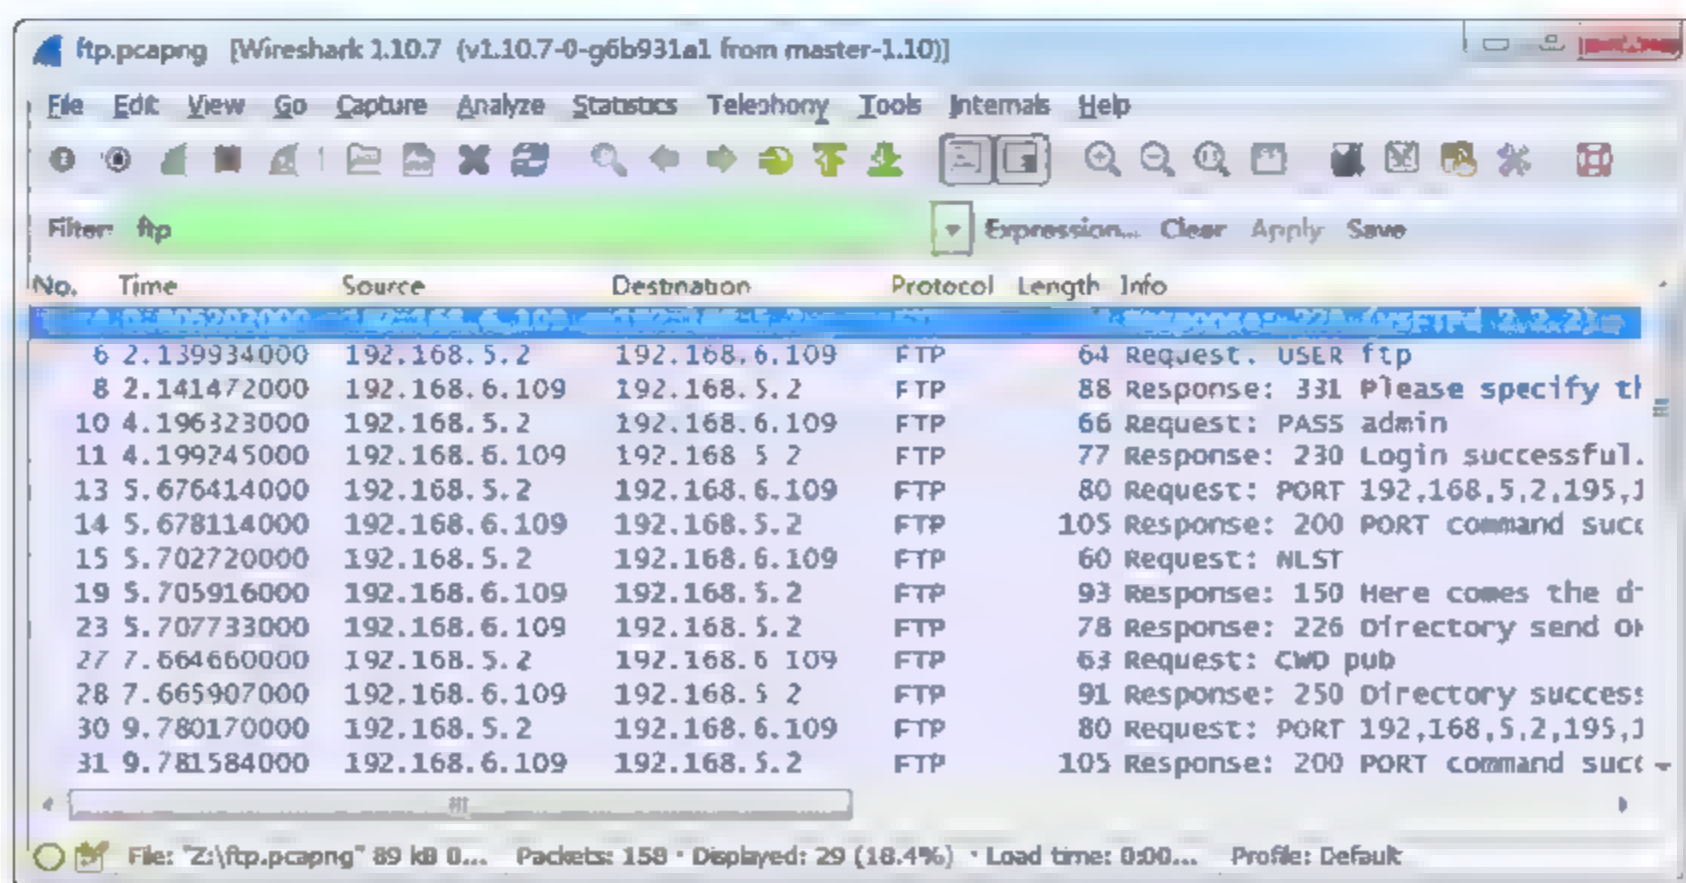 ftp.pcapng [Wireshark 1.10.7 (v1.10.7-0-g6b931a1 from master-1.10)]
File Edit View Go Capture Analyze Statistics Telephony Tools Internals Help
Filter: ftp Expression... Clear Apply Save
No. Time Source Destination Protocol Length Info
Response: 220 (vsFTPd 2.2.2)
6 2.139934000 192.168.5.2 192.168.6.109 FTP 64 Request: USER ftp
8 2.141472000 192.168.6.109 192.168.5.2 FTP 88 Response: 331 Please specify th
10 4.196323000 192.168.5.2 192.168.6.109 FTP 66 Request: PASS admin
11 4.199245000 192.168.6.109 192.168.5.2 FTP 77 Response: 230 Login successful.
13 5.676414000 192.168.5.2 192.168.6.109 FTP 80 Request: PORT 192,168,5,2,195,1
14 5.678114000 192.168.6.109 192.168.5.2 FTP 105 Response: 200 PORT command succ
15 5.702720000 192.168.5.2 192.168.6.109 FTP 60 Request: NLST
19 5.705916000 192.168.6.109 192.168.5.2 FTP 93 Response: 150 Here comes the d
23 5.707733000 192.168.6.109 192.168.5.2 FTP 78 Response: 226 Directory send OK
27 7.664660000 192.168.5.2 192.168.6.109 FTP 63 Request: CWD pub
28 7.665907000 192.168.6.109 192.168.5.2 FTP 91 Response: 250 Directory success
30 9.780170000 192.168.5.2 192.168.6.109 FTP 80 Request: PORT 192,168,5,2,195,1
31 9.781584000 192.168.6.109 192.168.5.2 FTP 105 Response: 200 PORT command succ
File: "Z:\ftp.pcapng" 89 kB 0... Packets: 158 · Displayed: 29 (18.4%) · Load time: 0:00... Profile: Default